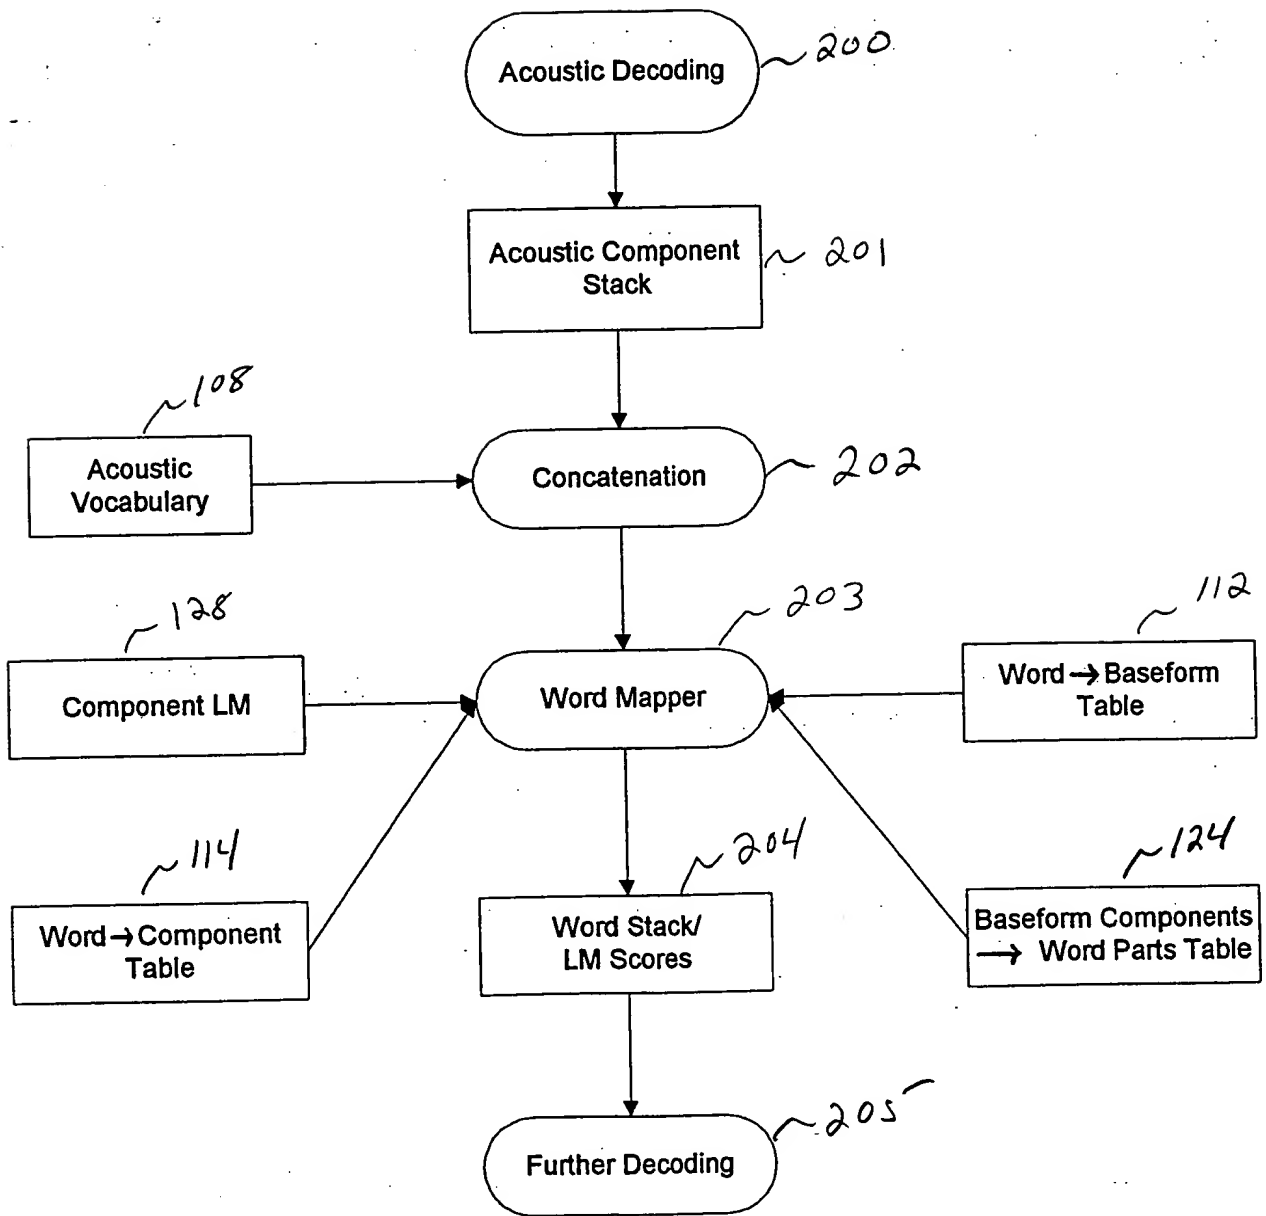 Acoustic Decoding
200
Acoustic Component
Stack
201
108
Acoustic
Vocabulary
Concatenation
202
128
Component LM
203
Word Mapper
112
Word → Baseform
Table
114
Word → Component
Table
204
Word Stack/
LM Scores
124
Baseform Components
→ Word Parts Table
205
Further Decoding